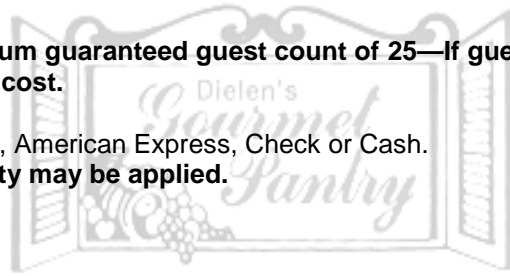 um guaranteed guest count of 25—If gue
cost.
Dielen's
Gourmet
, American Express, Check or Cash.
ty may be applied.
Pantry